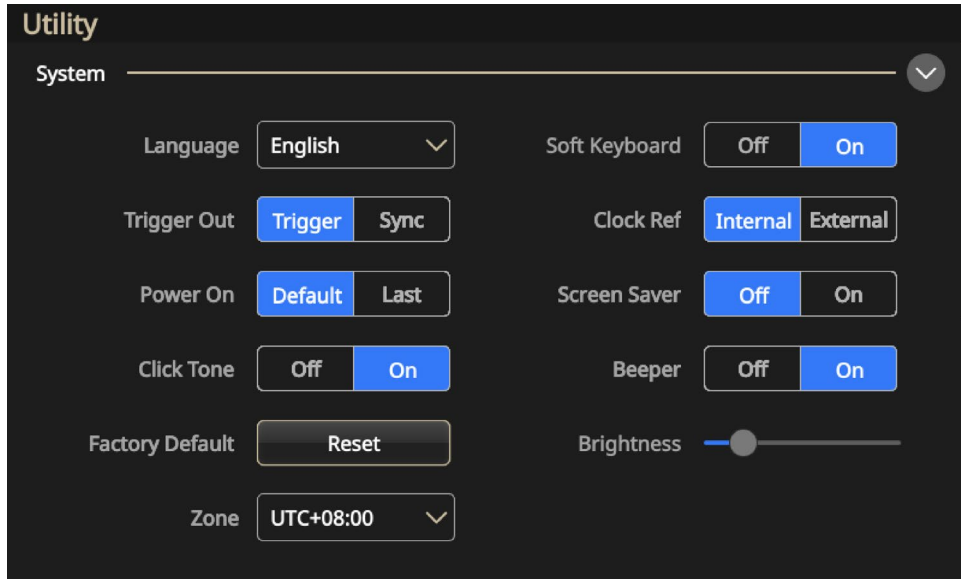 Utility
System
Language English Soft Keyboard Off On
Trigger Out Trigger Sync Clock Ref Internal External
Power On Default Last Screen Saver Off On
Click Tone Off On Beeper Off On
Factory Default Reset Brightness
Zone UTC+08:00